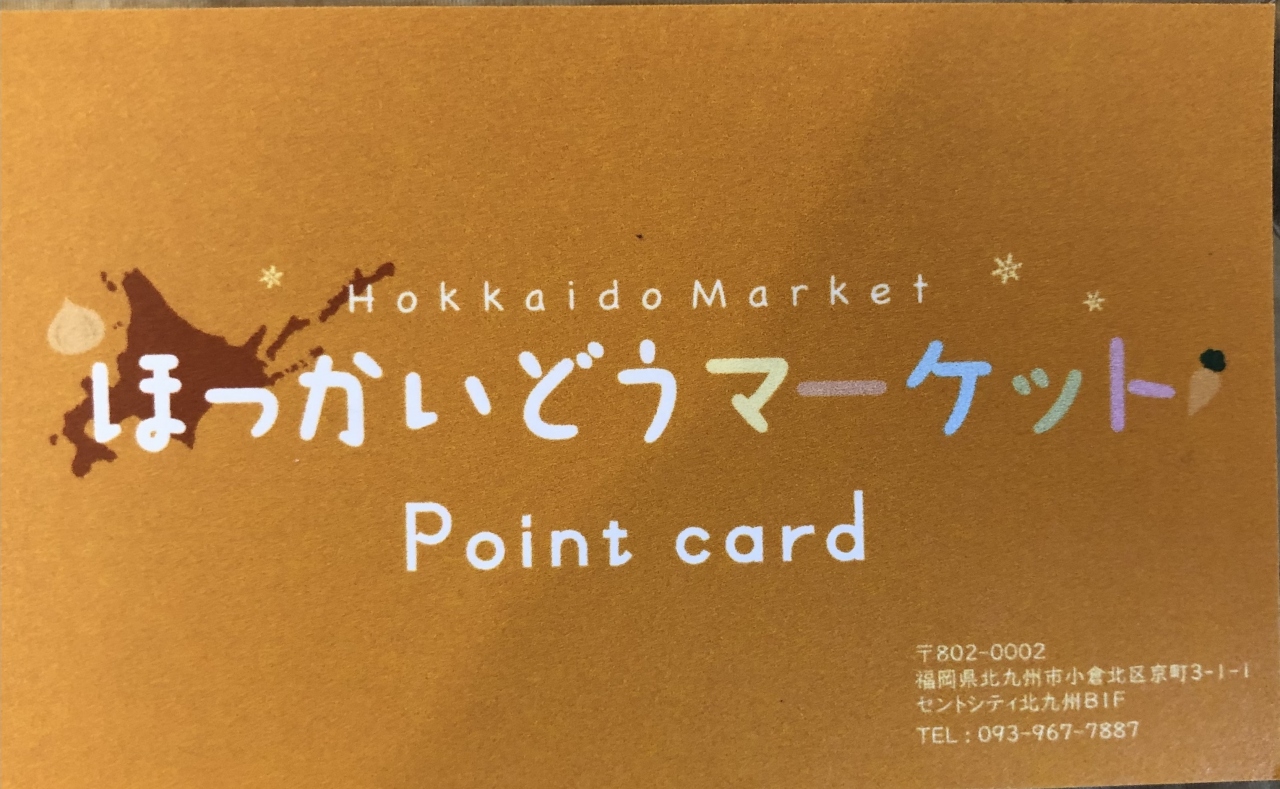 Hokkaido Market
ほっかいどうマーケット
Point card
〒802-0002
福岡県北九州市小倉北区京町3-1-1
セントシティ北九州B1F
TEL：093-967-7887